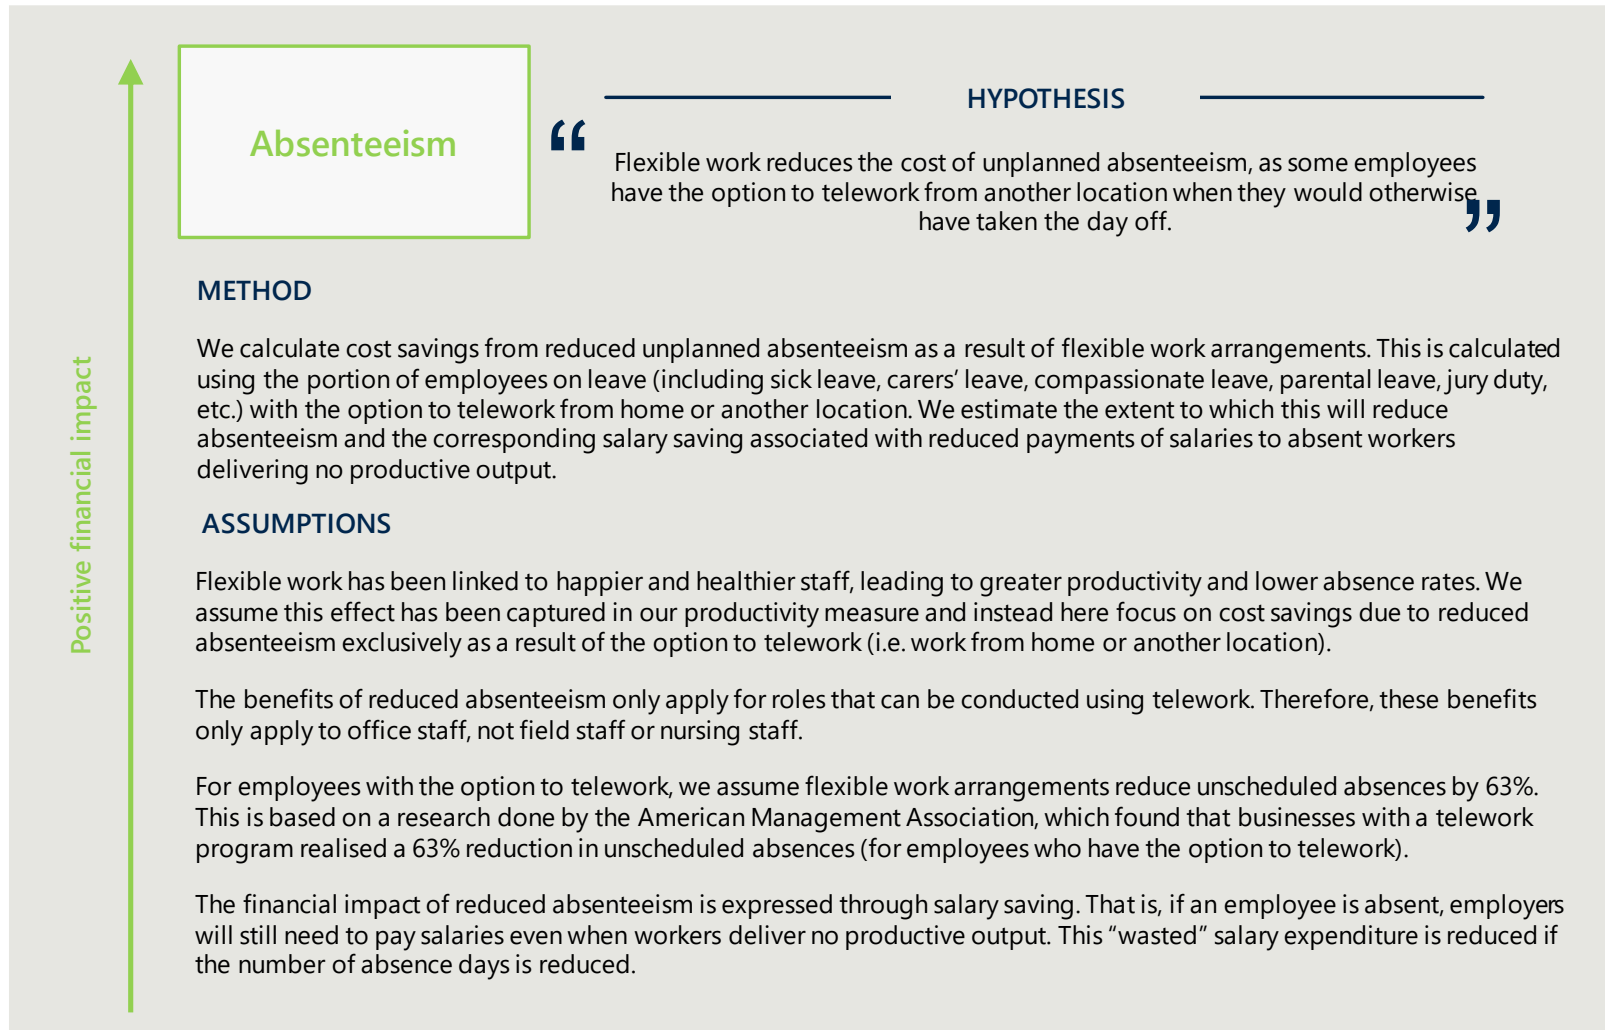 Absenteeism
HYPOTHESIS
“
Flexible work reduces the cost of unplanned absenteeism, as some employees
have the option to telework from another location when they would otherwise
have taken the day off.
”
METHOD
We calculate cost savings from reduced unplanned absenteeism as a result of flexible work arrangements. This is calculated
using the portion of employees on leave (including sick leave, carers’ leave, compassionate leave, parental leave, jury duty,
etc.) with the option to telework from home or another location. We estimate the extent to which this will reduce
absenteeism and the corresponding salary saving associated with reduced payments of salaries to absent workers
delivering no productive output.
ASSUMPTIONS
Flexible work has been linked to happier and healthier staff, leading to greater productivity and lower absence rates. We
assume this effect has been captured in our productivity measure and instead here focus on cost savings due to reduced
absenteeism exclusively as a result of the option to telework (i.e. work from home or another location).
The benefits of reduced absenteeism only apply for roles that can be conducted using telework. Therefore, these benefits
only apply to office staff, not field staff or nursing staff.
For employees with the option to telework, we assume flexible work arrangements reduce unscheduled absences by 63%.
This is based on a research done by the American Management Association, which found that businesses with a telework
program realised a 63% reduction in unscheduled absences (for employees who have the option to telework).
The financial impact of reduced absenteeism is expressed through salary saving. That is, if an employee is absent, employers
will still need to pay salaries even when workers deliver no productive output. This “wasted” salary expenditure is reduced if
the number of absence days is reduced.
Positive financial impact